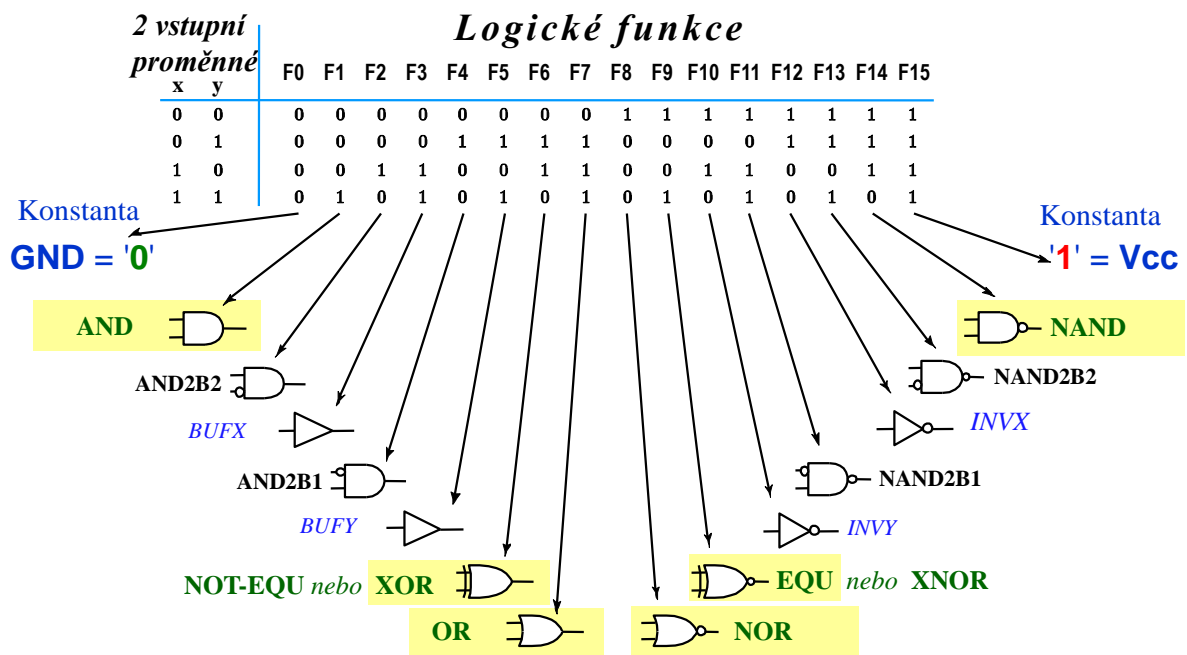 2 vstupní
proměnné
Logické funkce
x y F0 F1 F2 F3 F4 F5 F6 F7 F8 F9 F10 F11 F12 F13 F14 F15
0 0 0 0 0 0 0 0 0 0 1 1 1 1 1 1 1 1
0 1 0 0 0 0 1 1 1 1 0 0 0 0 1 1 1 1
1 0 0 0 1 1 0 0 1 1 0 0 1 1 0 0 1 1
1 1 0 1 0 1 0 1 0 1 0 1 0 1 0 1 0 1
Konstanta
GND = '0'
Konstanta
'1' = Vcc
AND
NAND
AND2B2
NAND2B2
BUFX
INVX
AND2B1
NAND2B1
BUFY
INVY
NOT-EQU nebo XOR
EQU nebo XNOR
OR
NOR